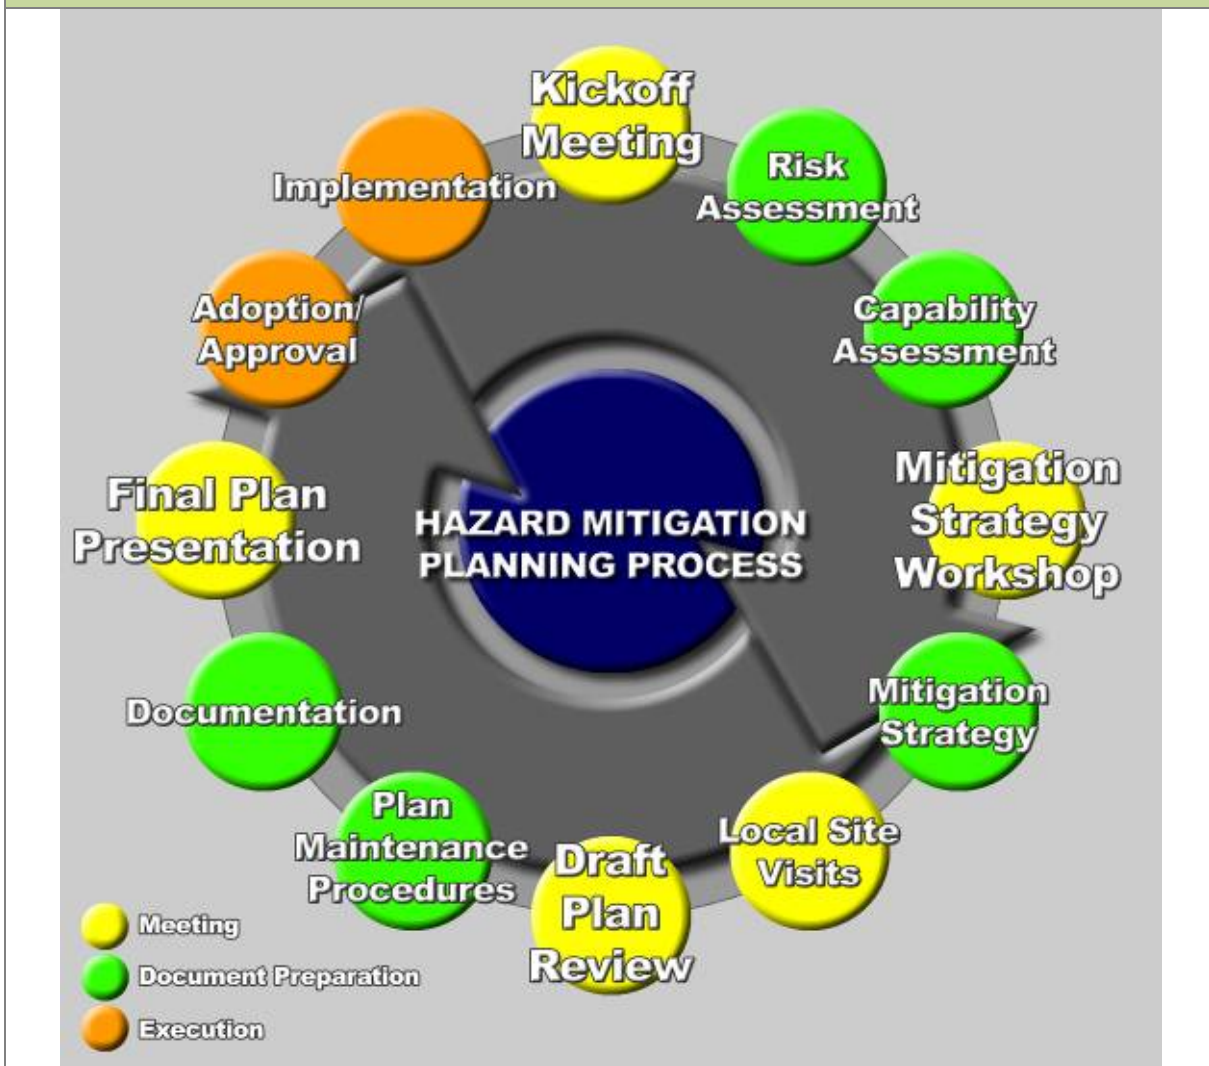 Kickoff
Meeting
Risk
Assessment
Capability
Assessment
Mitigation
Strategy
Workshop
Mitigation
Strategy
Local Site
Visits
Draft
Plan
Review
Plan
Maintenance
Procedures
Documentation
Final Plan
Presentation
Adoption/
Approval
Implementation
HAZARD MITIGATION
PLANNING PROCESS
Meeting
Document Preparation
Execution